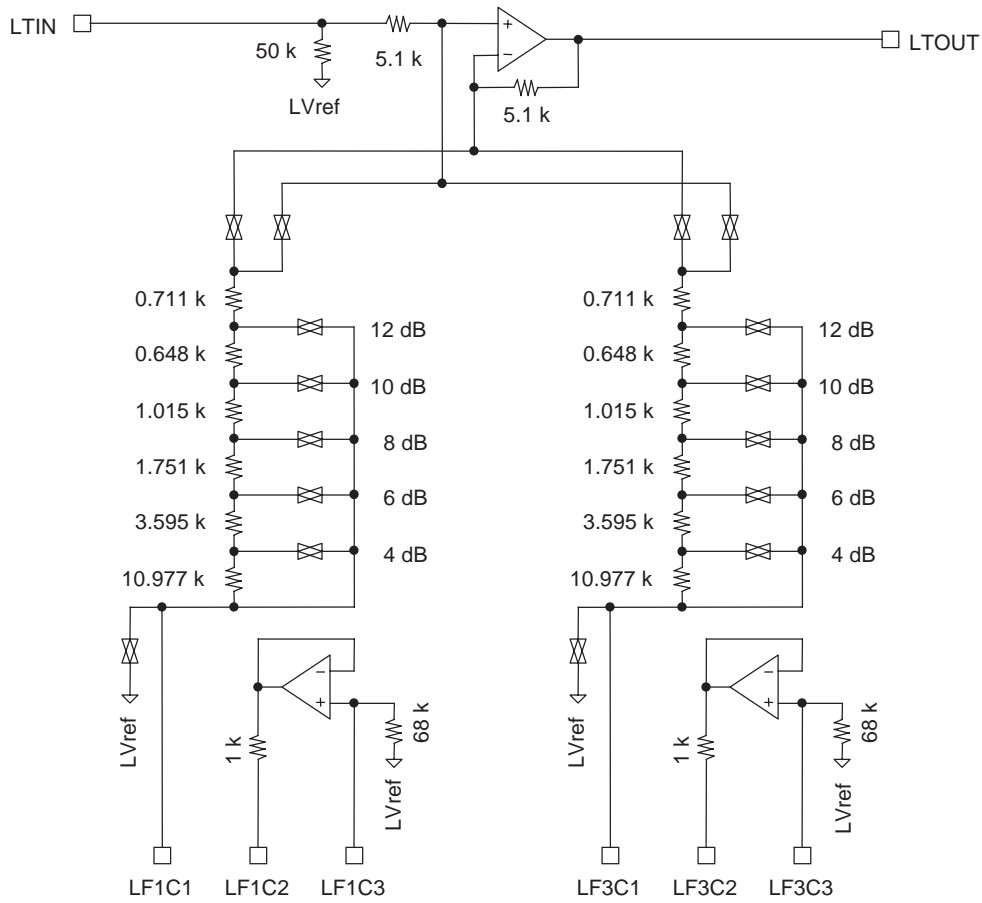 LTIN
50 k
5.1 k
LVref
+
−
5.1 k
LTOUT
0.711 k
12 dB
0.648 k
10 dB
1.015 k
8 dB
1.751 k
6 dB
3.595 k
4 dB
10.977 k
0.711 k
12 dB
0.648 k
10 dB
1.015 k
8 dB
1.751 k
6 dB
3.595 k
4 dB
10.977 k
LVref
1 k
−
+
68 k
LVref
LVref
1 k
−
+
68 k
LVref
LF1C1
LF1C2
LF1C3
LF3C1
LF3C2
LF3C3